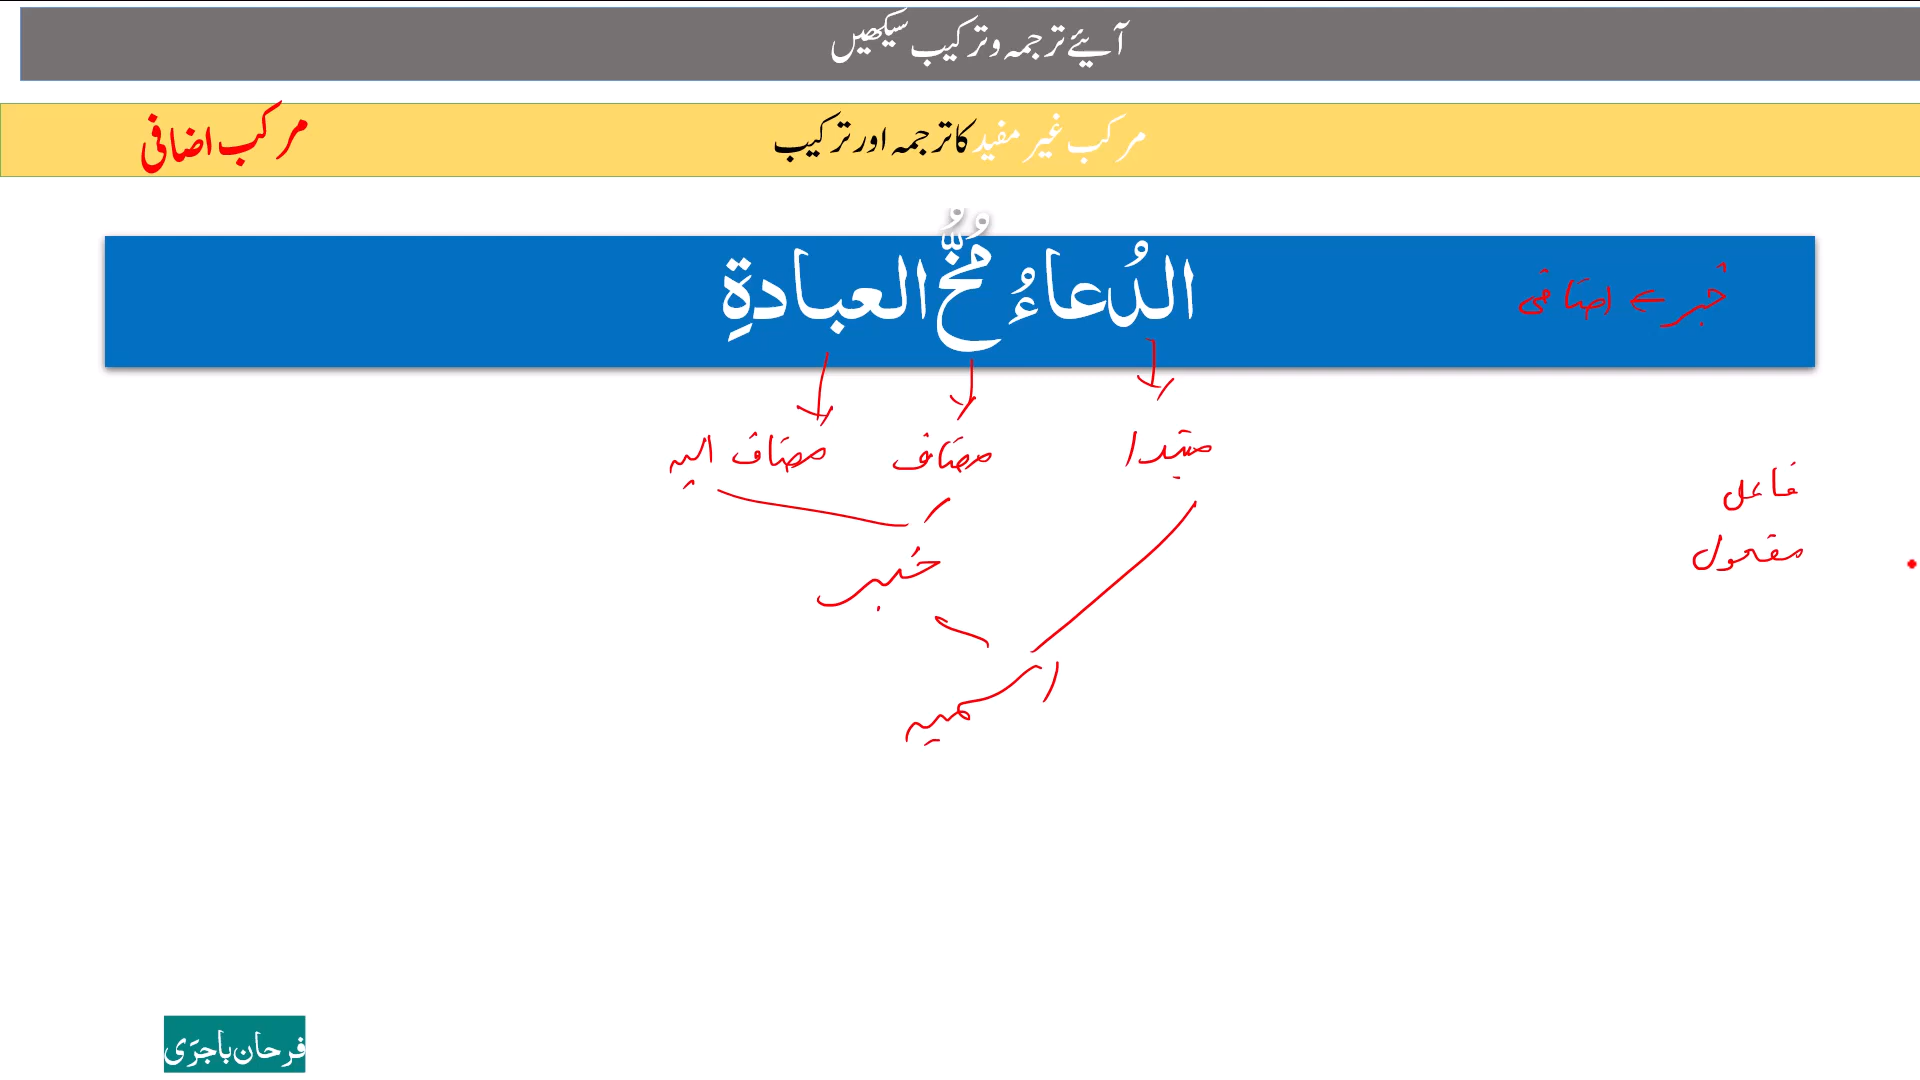 آیئے ترجمہ و ترکیب سیکھیں
مرکب غیر مفید کا ترجمہ اور ترکیب
مرکب اضافی
الدُعاءُ مُخُّ العبادةِ
خبر ← اضافی
مبتدا مضاف مضاف الیہ
فاعل
مفعول
خبر
اسمیہ
فرحان باجرَی